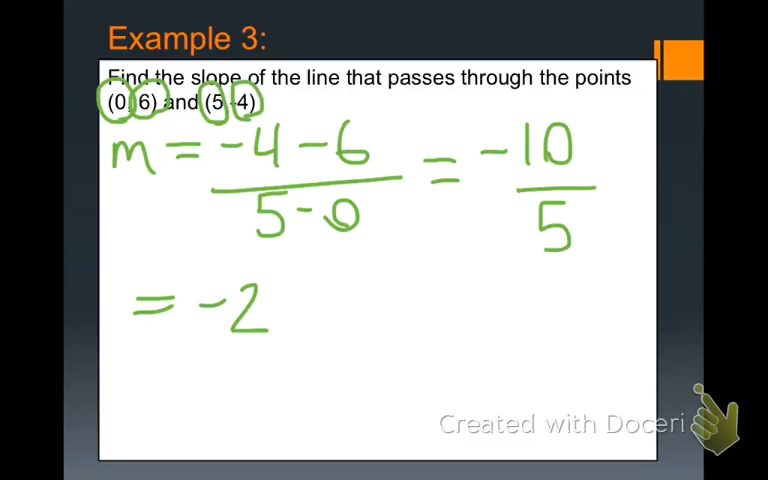 Example 3:
Find the slope of the line that passes through the points
(0, 6) and (5, -4)
m = -4 - 6 / 5 - 0 = -10 / 5
= -2
Created with Doceri